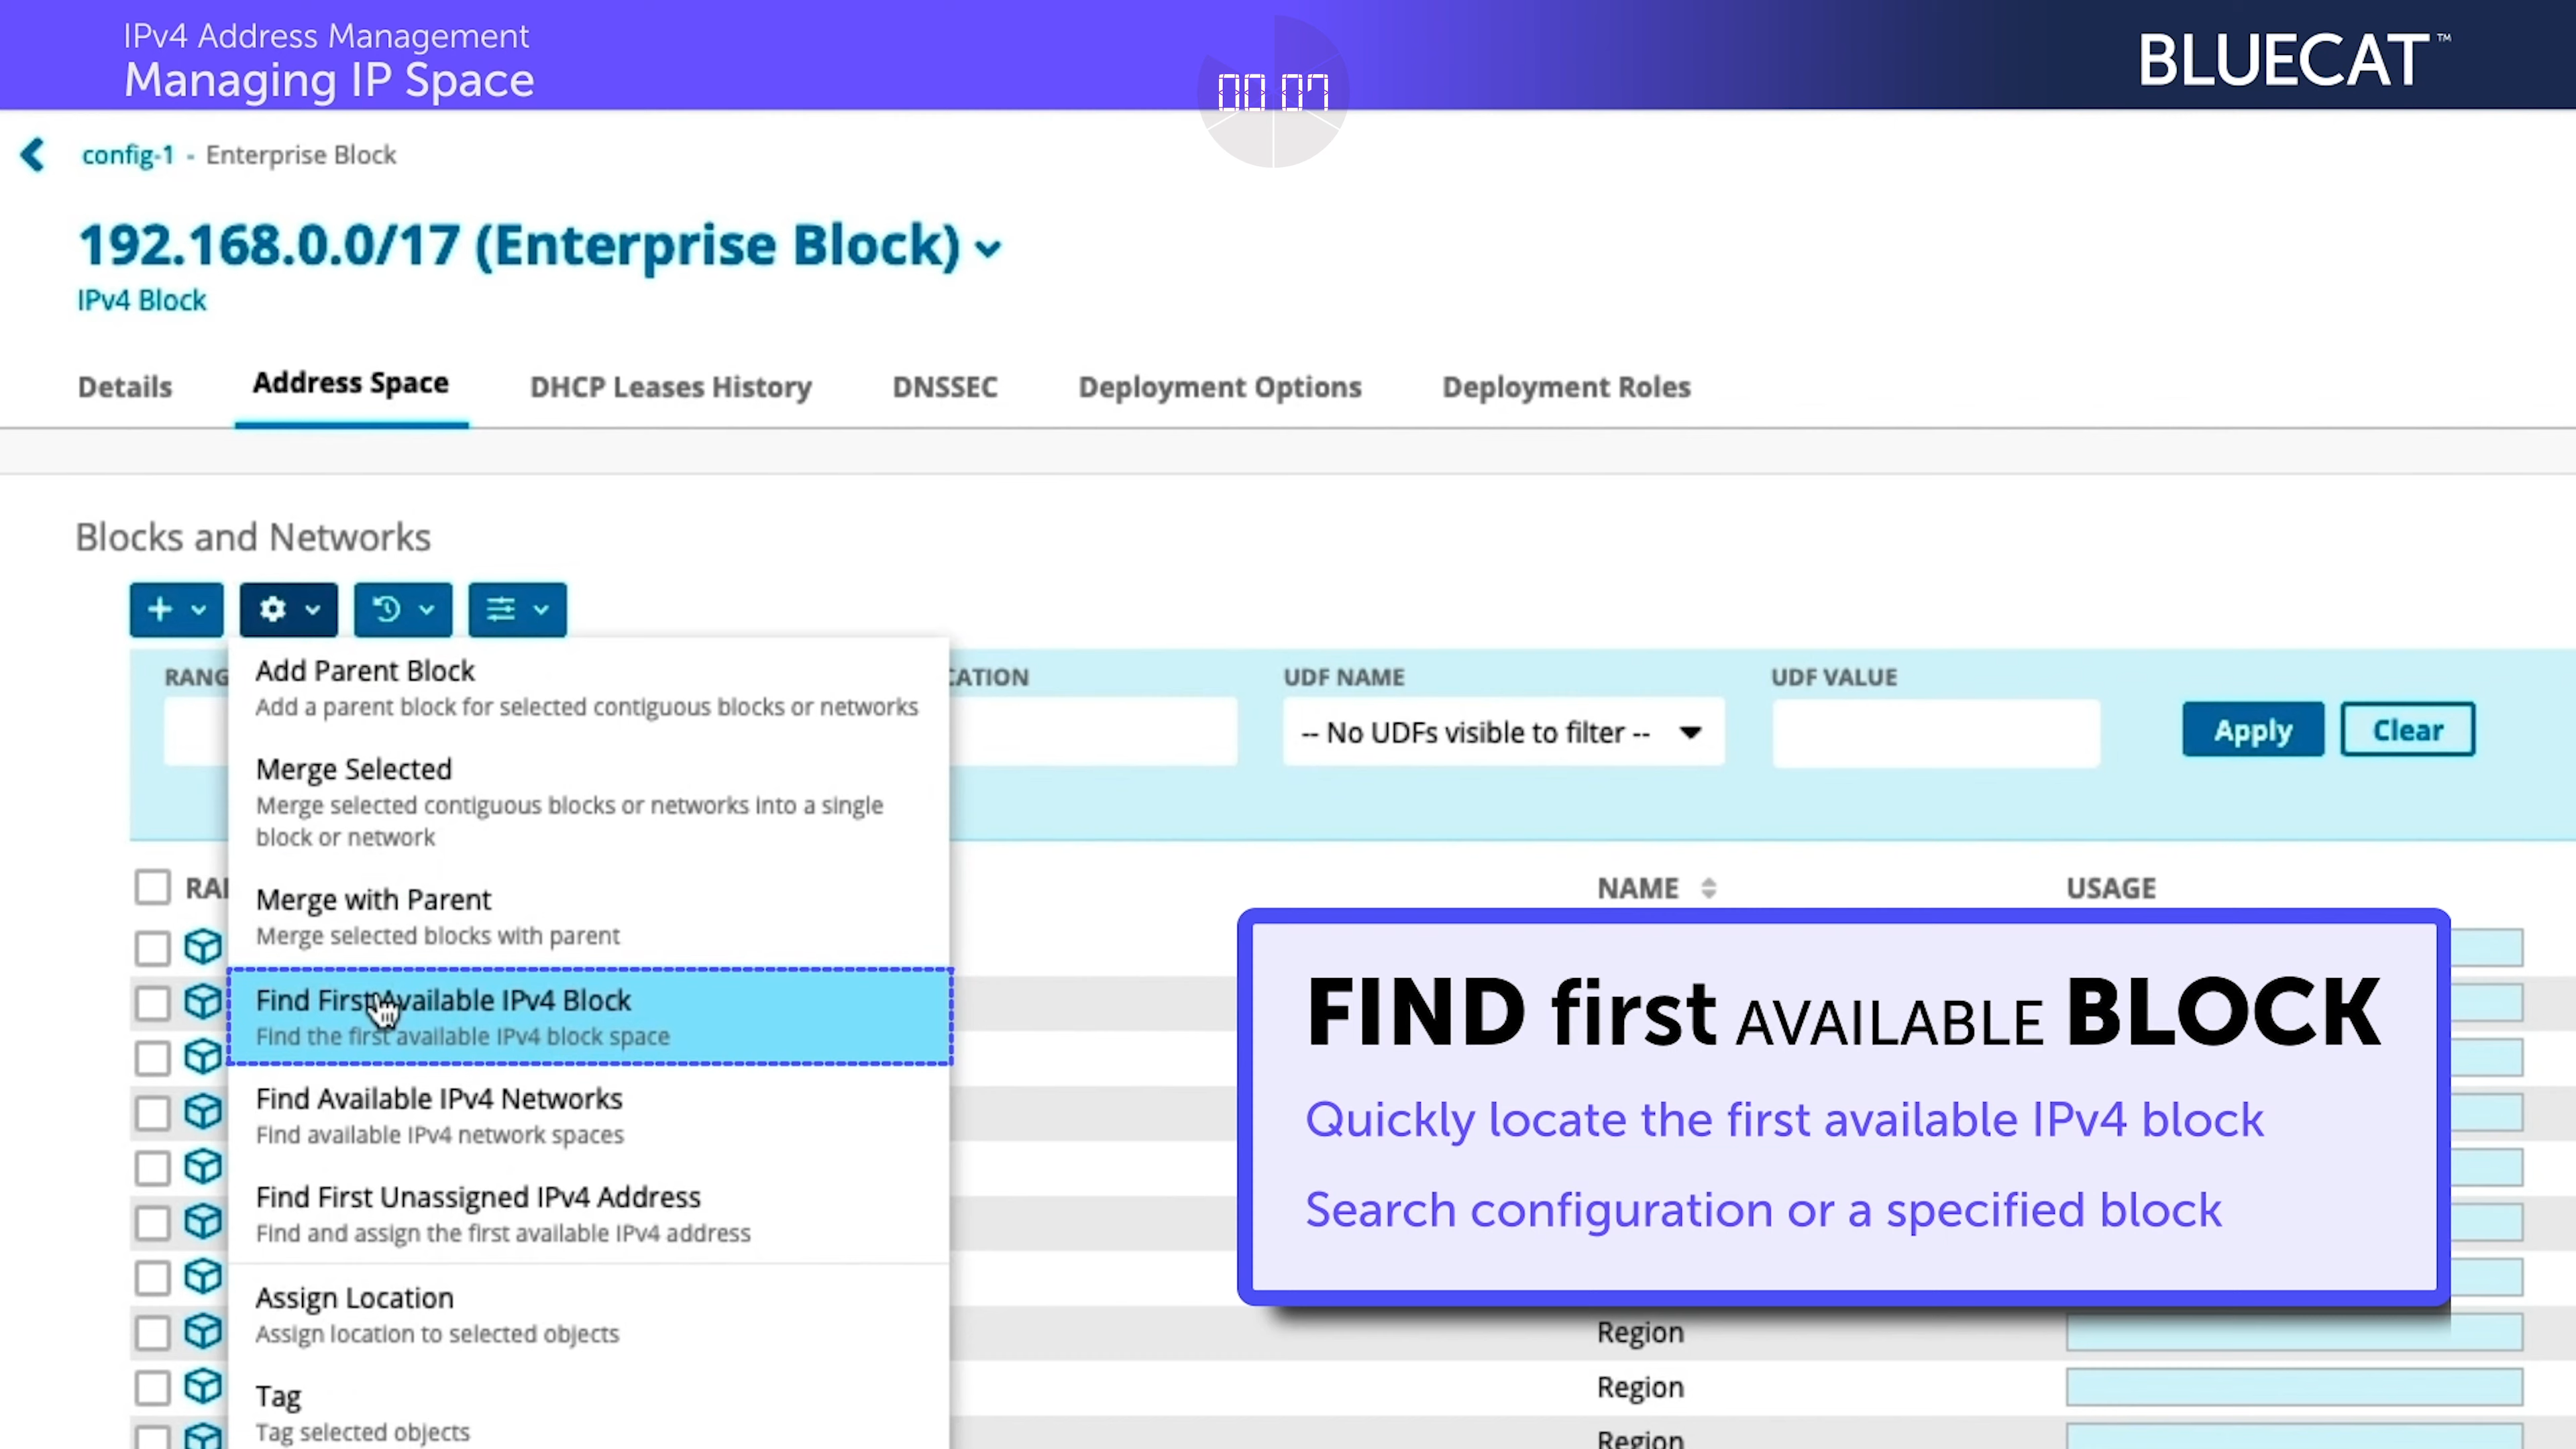 IPv4 Address Management
Managing IP Space
00:07
BLUECAT™
config-1 - Enterprise Block
192.168.0.0/17 (Enterprise Block)
IPv4 Block
Details Address Space DHCP Leases History DNSSEC Deployment Options Deployment Roles
Blocks and Networks
Add Parent Block
Add a parent block for selected contiguous blocks or networks
Merge Selected
Merge selected contiguous blocks or networks into a single
block or network
Merge with Parent
Merge selected blocks with parent
Find First Available IPv4 Block
Find the first available IPv4 block space
Find Available IPv4 Networks
Find available IPv4 network spaces
Find First Unassigned IPv4 Address
Find and assign the first available IPv4 address
Assign Location
Assign location to selected objects
Tag
Tag selected objects
RANG CATION UDF NAME UDF VALUE
-- No UDFs visible to filter -- Apply Clear
RAN NAME USAGE
FIND first AVAILABLE BLOCK
Quickly locate the first available IPv4 block
Search configuration or a specified block
Region
Region
Region